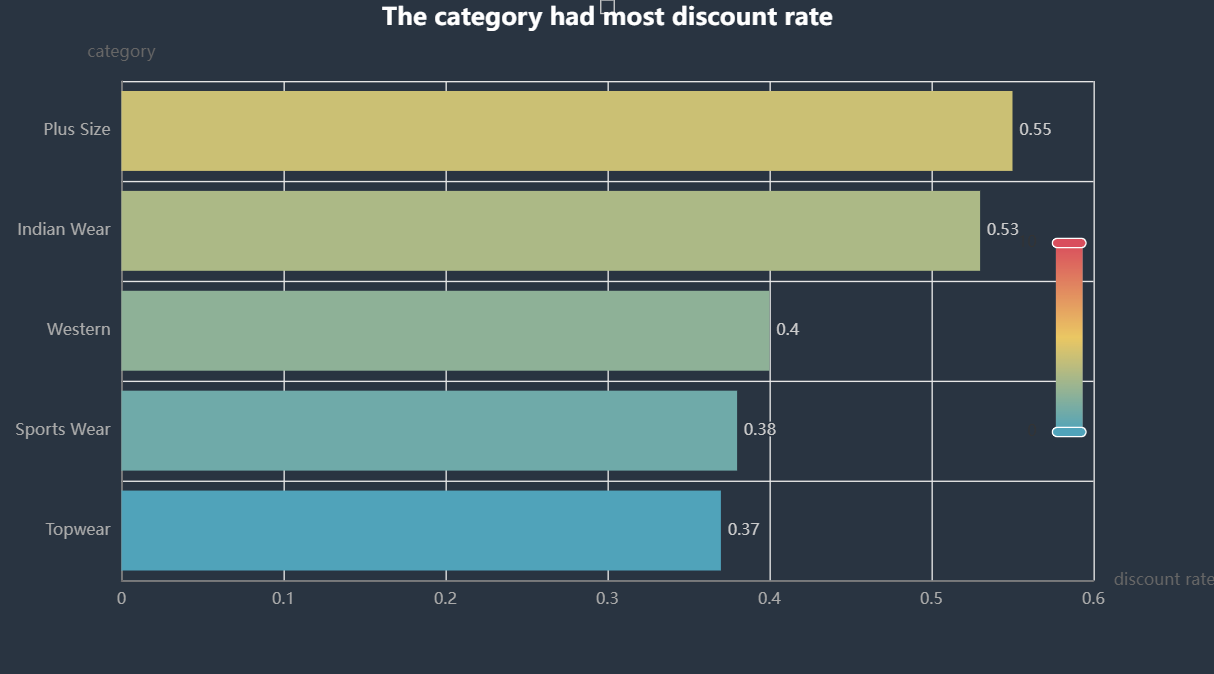 The category had most discount rate
category
Plus Size 0.55
Indian Wear 0.53
Western 0.4
Sports Wear 0.38
Topwear 0.37
discount rate
0 0.1 0.2 0.3 0.4 0.5 0.6